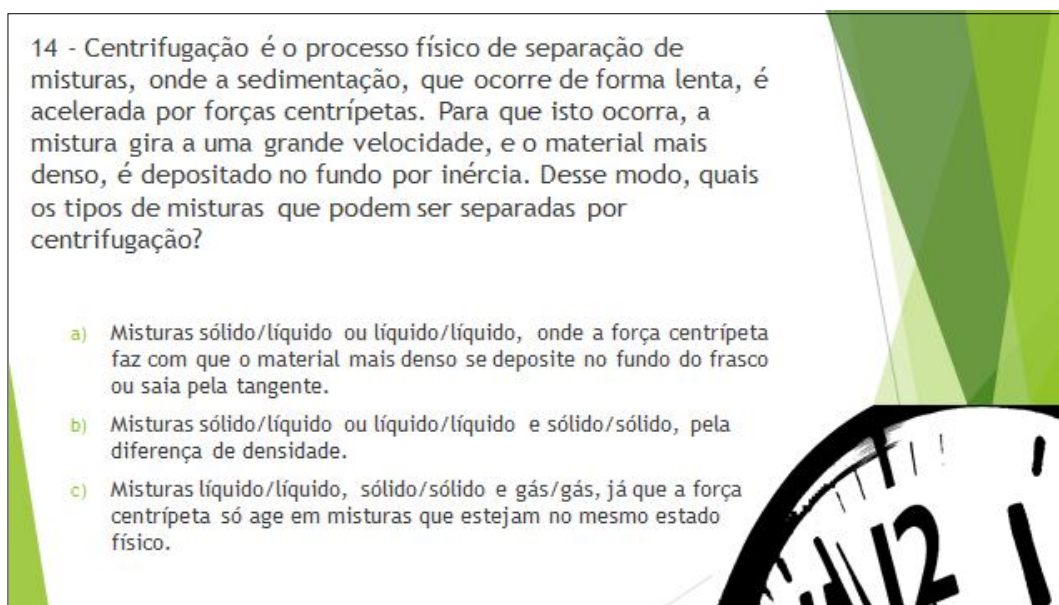 14 - Centrifugação é o processo físico de separação de
misturas, onde a sedimentação, que ocorre de forma lenta, é
acelerada por forças centrípetas. Para que isto ocorra, a
mistura gira a uma grande velocidade, e o material mais
denso, é depositado no fundo por inércia. Desse modo, quais
os tipos de misturas que podem ser separadas por
centrifugação?
a) Misturas sólido/líquido ou líquido/líquido, onde a força centrípeta
faz com que o material mais denso se deposite no fundo do frasco
ou saia pela tangente.
b) Misturas sólido/líquido ou líquido/líquido e sólido/sólido, pela
diferença de densidade.
c) Misturas líquido/líquido, sólido/sólido e gás/gás, já que a força
centrípeta só age em misturas que estejam no mesmo estado
físico.
12